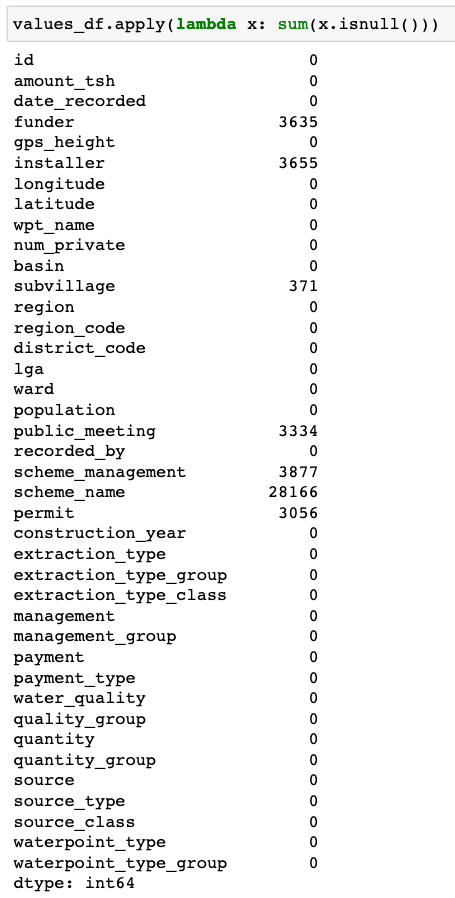 values_df.apply(lambda x: sum(x.isnull()))
id 0
amount_tsh 0
date_recorded 0
funder 3635
gps_height 0
installer 3655
longitude 0
latitude 0
wpt_name 0
num_private 0
basin 0
subvillage 371
region 0
region_code 0
district_code 0
lga 0
ward 0
population 0
public_meeting 3334
recorded_by 0
scheme_management 3877
scheme_name 28166
permit 3056
construction_year 0
extraction_type 0
extraction_type_group 0
extraction_type_class 0
management 0
management_group 0
payment 0
payment_type 0
water_quality 0
quality_group 0
quantity 0
quantity_group 0
source 0
source_type 0
source_class 0
waterpoint_type 0
waterpoint_type_group 0
dtype: int64